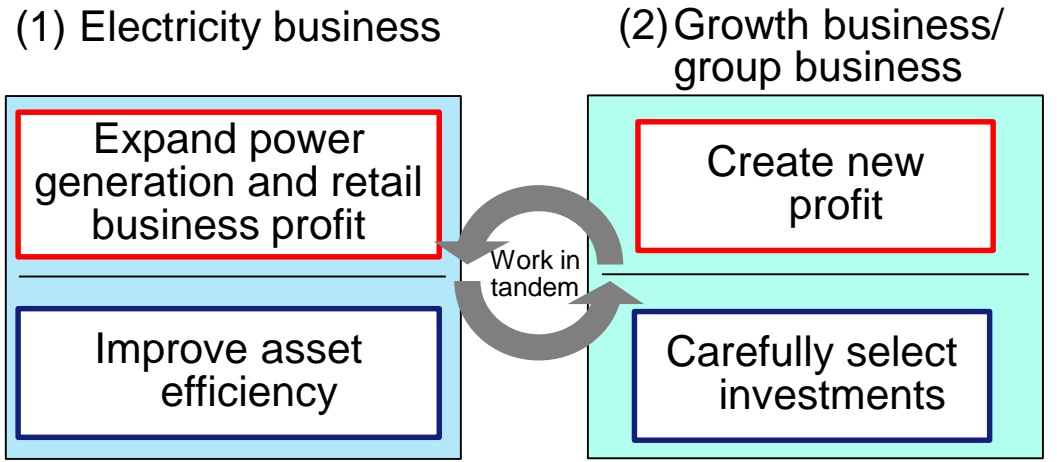 (1) Electricity business
Expand power
generation and retail
business profit
Improve asset
efficiency
Work in
tandem
(2) Growth business/
group business
Create new
profit
Carefully select
investments